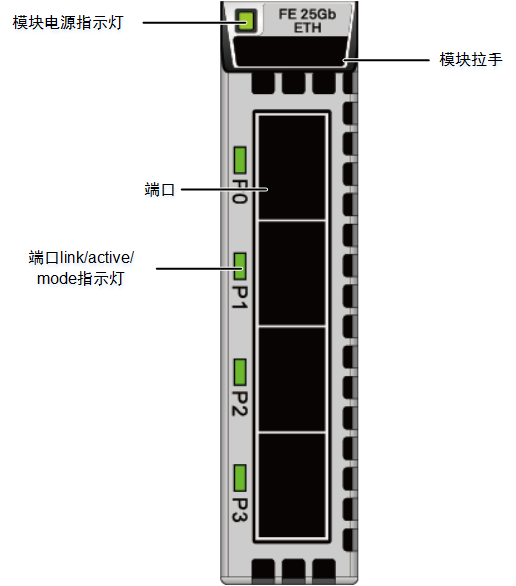 模块电源指示灯
FE 25Gb
ETH
模块拉手
端口
P0
端口link/active/
mode指示灯
P1
P2
P3